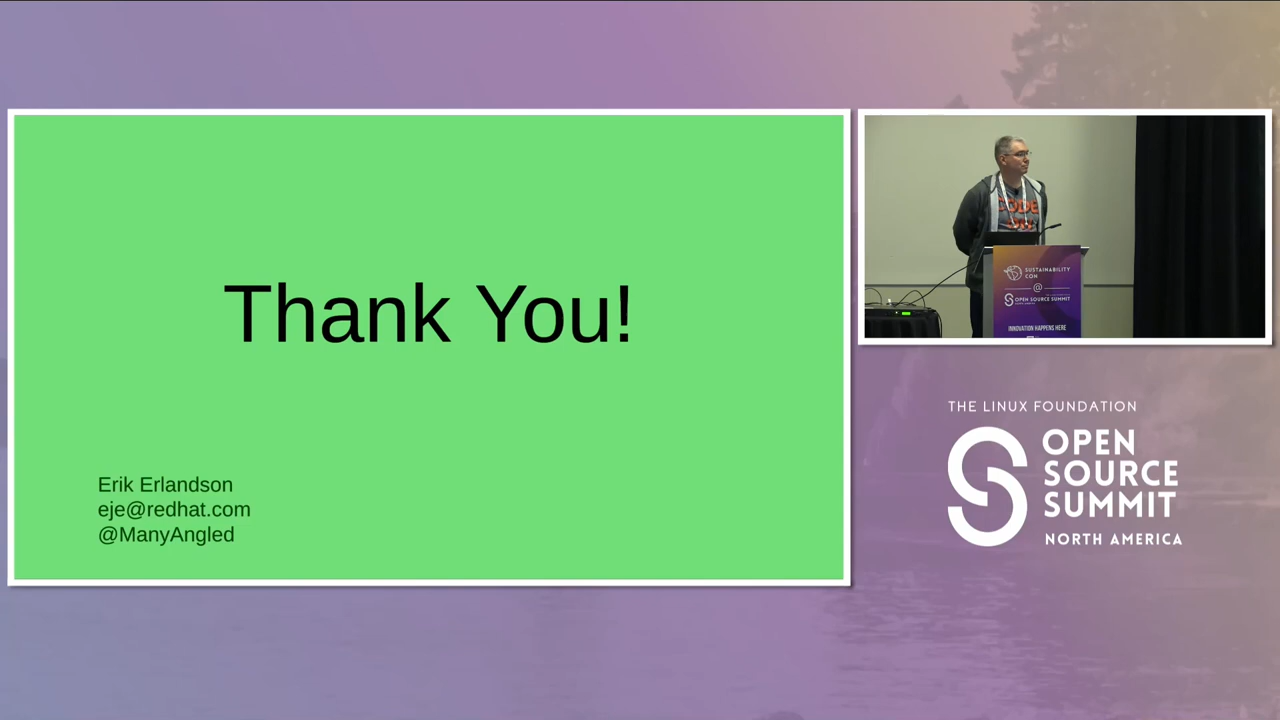 Thank You!
Erik Erlandson
eje@redhat.com
@ManyAngled
CODE
SUSTAINABILITY
CON
@
OPEN SOURCE SUMMIT
INNOVATION HAPPENS HERE
THE LINUX FOUNDATION
OPEN
SOURCE
SUMMIT
NORTH AMERICA